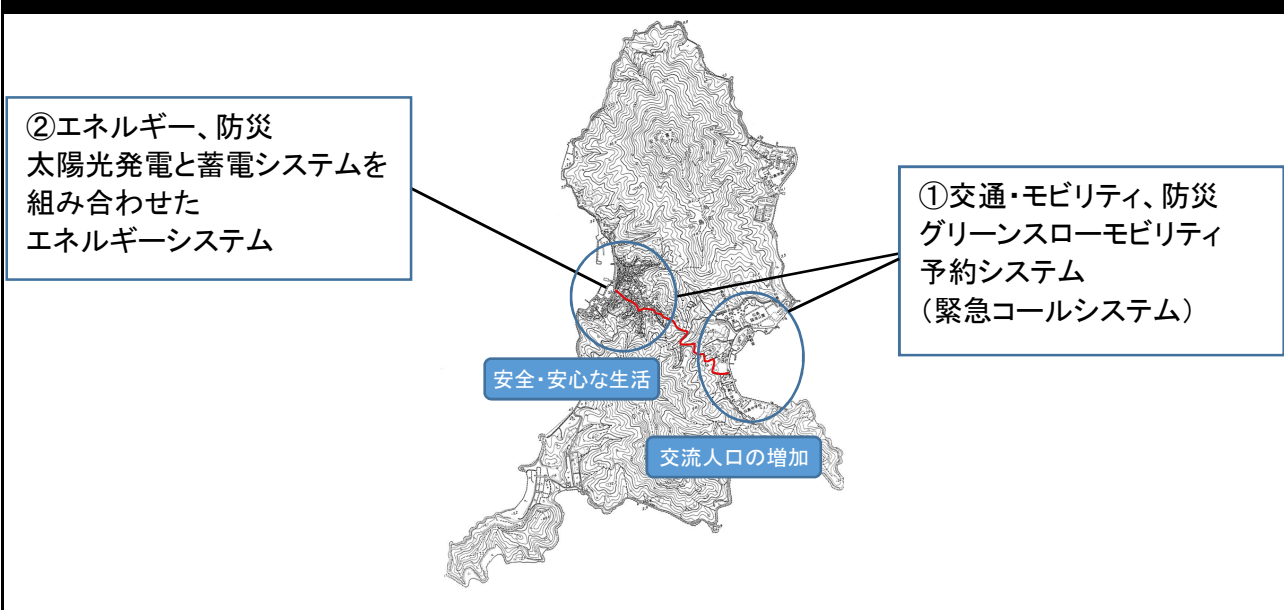 ②エネルギー、防災
太陽光発電と蓄電システムを
組み合わせた
エネルギーシステム
①交通・モビリティ、防災
グリーンスローモビリティ
予約システム
（緊急コールシステム）
安全・安心な生活
交流人口の増加